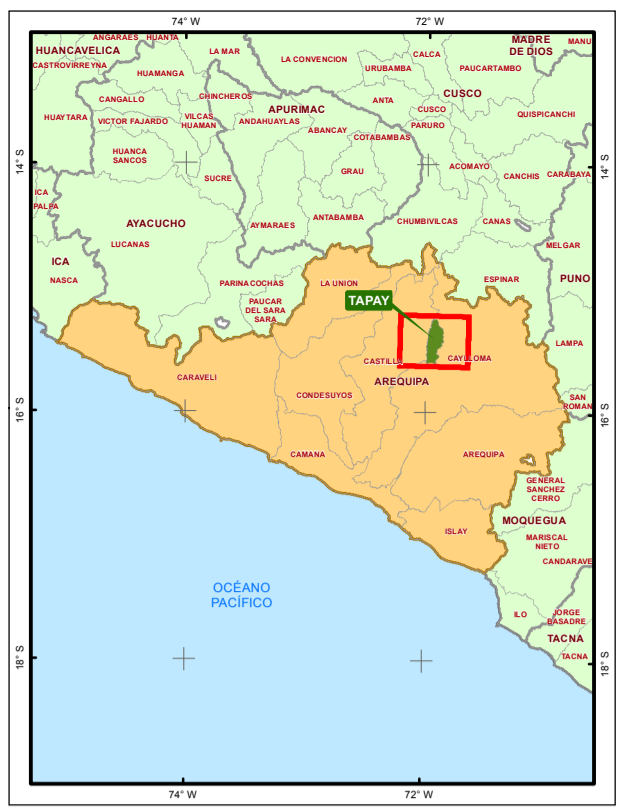 74° W
72° W
ANGARAES
HUANTA
MADRE
DE DIOS
MANU
HUANCAVELICA
LA MAR
LA CONVENCION
CALCA
CASTROVIRREYNA
HUAMANGA
URUBAMBA
PAUCARTAMBO
CANGALLO
CHINCHEROS
CUSCO
ANTA
HUAYTARA
VICTOR FAJARDO
VILCAS
HUAMAN
APURIMAC
ANDAHUAYLAS
CUSCO
QUISPICANCHI
ABANCAY
PARURO
COTABAMBAS
14° S
HUANCA
SANCOS
GRAU
ACOMAYO
CANCHIS
CARABAYA
14° S
SUCRE
ICA
PALPA
AYACUCHO
AYMARAES
ANTABAMBA
CHUMBIVILCAS
CANAS
LUCANAS
MELGAR
ICA
NASCA
PARINACOCHAS
LA UNION
ESPINAR
PUNO
PAUCAR
DEL SARA
SARA
TAPAY
LAMPA
CASTILLA
CAYLLOMA
CARAVELI
AREQUIPA
CONDESUYOS
SAN
ROMAN
16° S
16° S
CAMANA
AREQUIPA
GENERAL
SANCHEZ
CERRO
MOQUEGUA
ISLAY
MARISCAL
NIETO
CANDARAVE
OCÉANO
PACÍFICO
ILO
JORGE
BASADRE
TACNA
TACNA
18° S
18° S
74° W
72° W